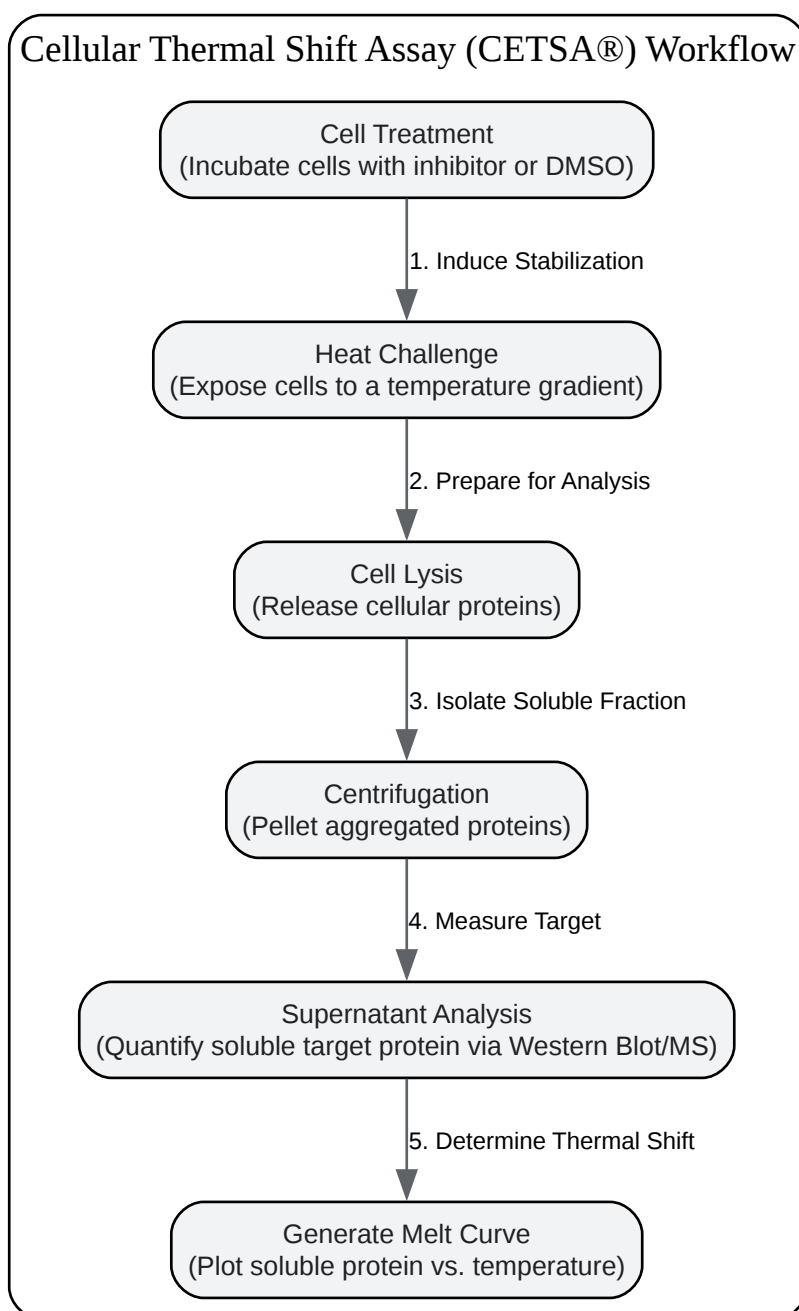 Cellular Thermal Shift Assay (CETSA®) Workflow
Cell Treatment
(Incubate cells with inhibitor or DMSO)
1. Induce Stabilization
Heat Challenge
(Expose cells to a temperature gradient)
2. Prepare for Analysis
Cell Lysis
(Release cellular proteins)
3. Isolate Soluble Fraction
Centrifugation
(Pellet aggregated proteins)
4. Measure Target
Supernatant Analysis
(Quantify soluble target protein via Western Blot/MS)
5. Determine Thermal Shift
Generate Melt Curve
(Plot soluble protein vs. temperature)